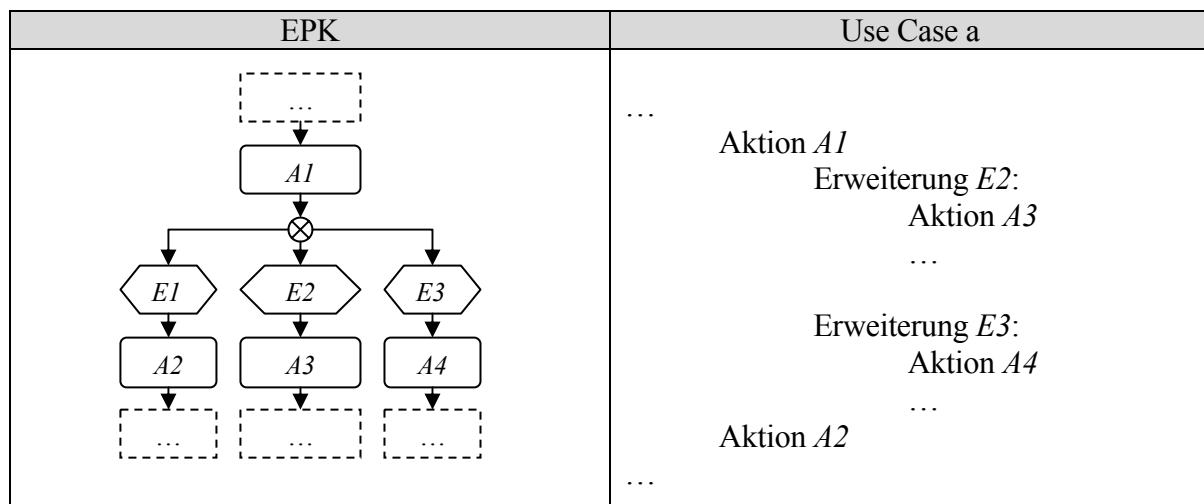 EPK
Use Case a
…
A1
E1 E2 E3
A2 A3 A4
… … …
…
Aktion A1
Erweiterung E2:
Aktion A3
…
Erweiterung E3:
Aktion A4
…
Aktion A2
…